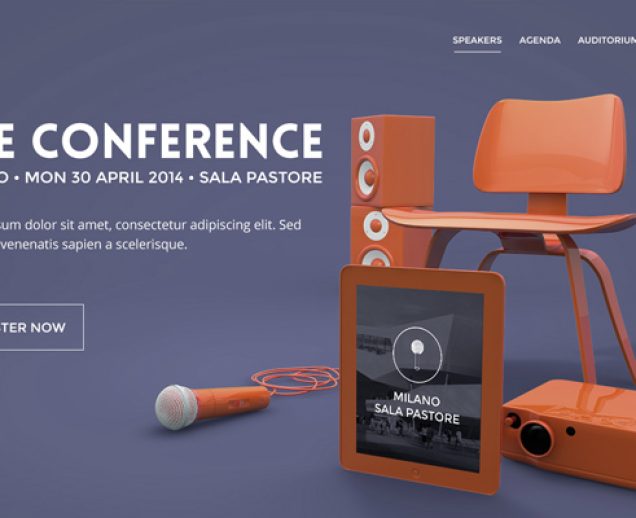 SPEAKERS AGENDA AUDITORIUM
E CONFERENCE
O • MON 30 APRIL 2014 • SALA PASTORE
sum dolor sit amet, consectetur adipiscing elit. Sed
venenatis sapien a scelerisque.
STER NOW
MILANO
SALA PASTORE